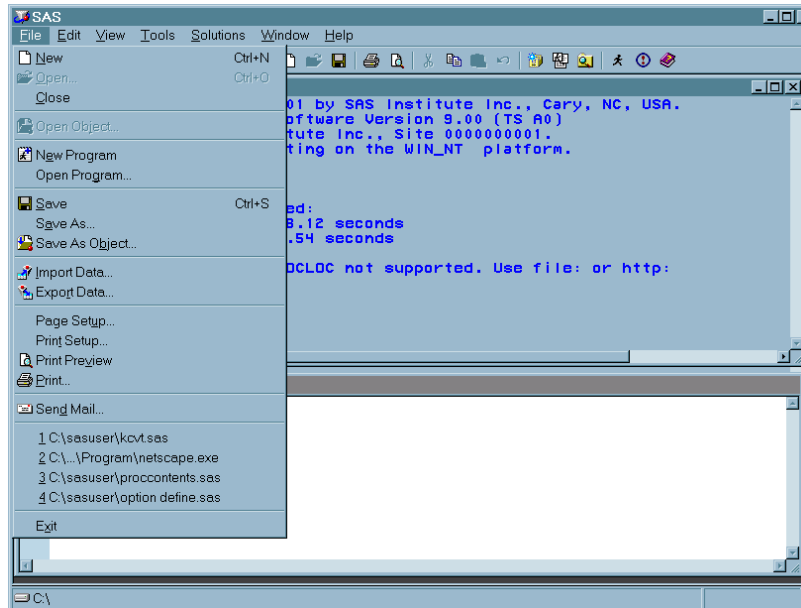 SAS
File Edit View Tools Solutions Window Help
New Ctrl+N
Open... Ctrl+O
Close
Open Object...
New Program
Open Program...
Save Ctrl+S
Save As...
Save As Object...
Import Data...
Export Data...
Page Setup...
Print Setup...
Print Preview
Print...
Send Mail...
1 C:\sasuser\kcvt.sas
2 C:\...\Program\netscape.exe
3 C:\sasuser\proccontents.sas
4 C:\sasuser\option define.sas
Exit
01 by SAS Institute Inc., Cary, NC, USA.
oftware Version 9.00 (TS A0)
tute Inc., Site 0000000001.
ting on the WIN_NT platform.
ed:
8.12 seconds
.54 seconds
OCLOC not supported. Use file: or http:
C:\